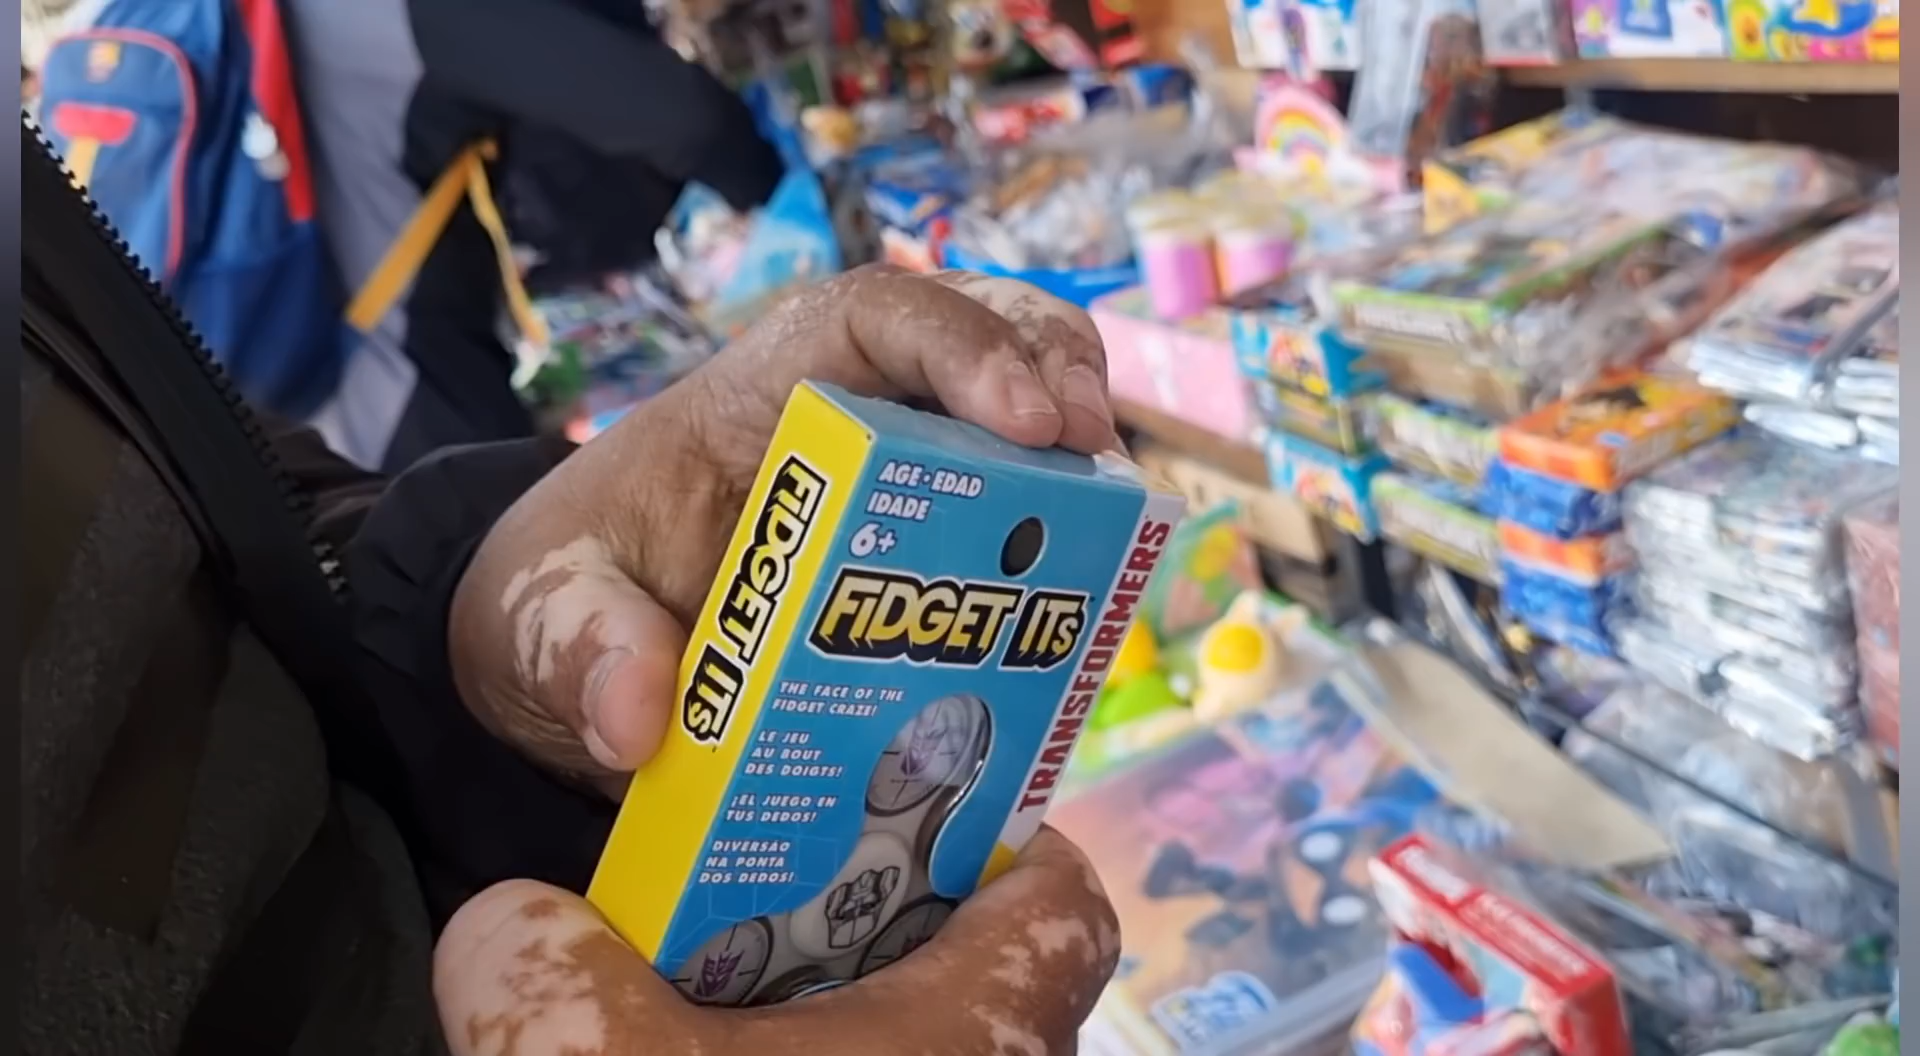 FIDGET ITS
AGE • EDAD
IDADE
6+
FIDGET ITS
THE FACE OF THE
FIDGET CRAZE!
LE JEU
AU BOUT
DES DOIGTS!
¡EL JUEGO EN
TUS DEDOS!
DIVERSÃO
NA PONTA
DOS DEDOS!
TRANSFORMERS